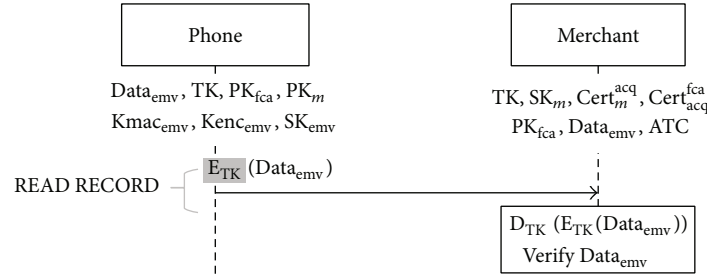 Phone
Merchant
Data_emv, TK, PK_fca, PK_m
Kmac_emv, Kenc_emv, SK_emv
TK, SK_m, Cert_m^acq, Cert_acq^fca
PK_fca, Data_emv, ATC
READ RECORD
E_TK (Data_emv)
D_TK (E_TK(Data_emv))
Verify Data_emv